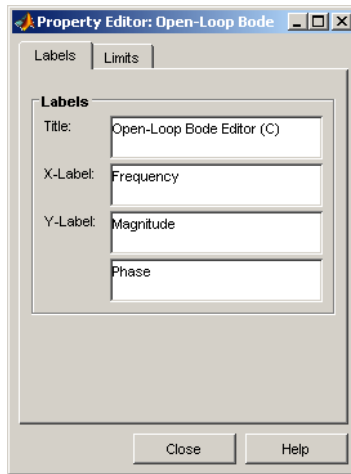 Property Editor: Open-Loop Bode
Labels Limits
Labels
Title: Open-Loop Bode Editor (C)
X-Label: Frequency
Y-Label: Magnitude
Phase
Close Help